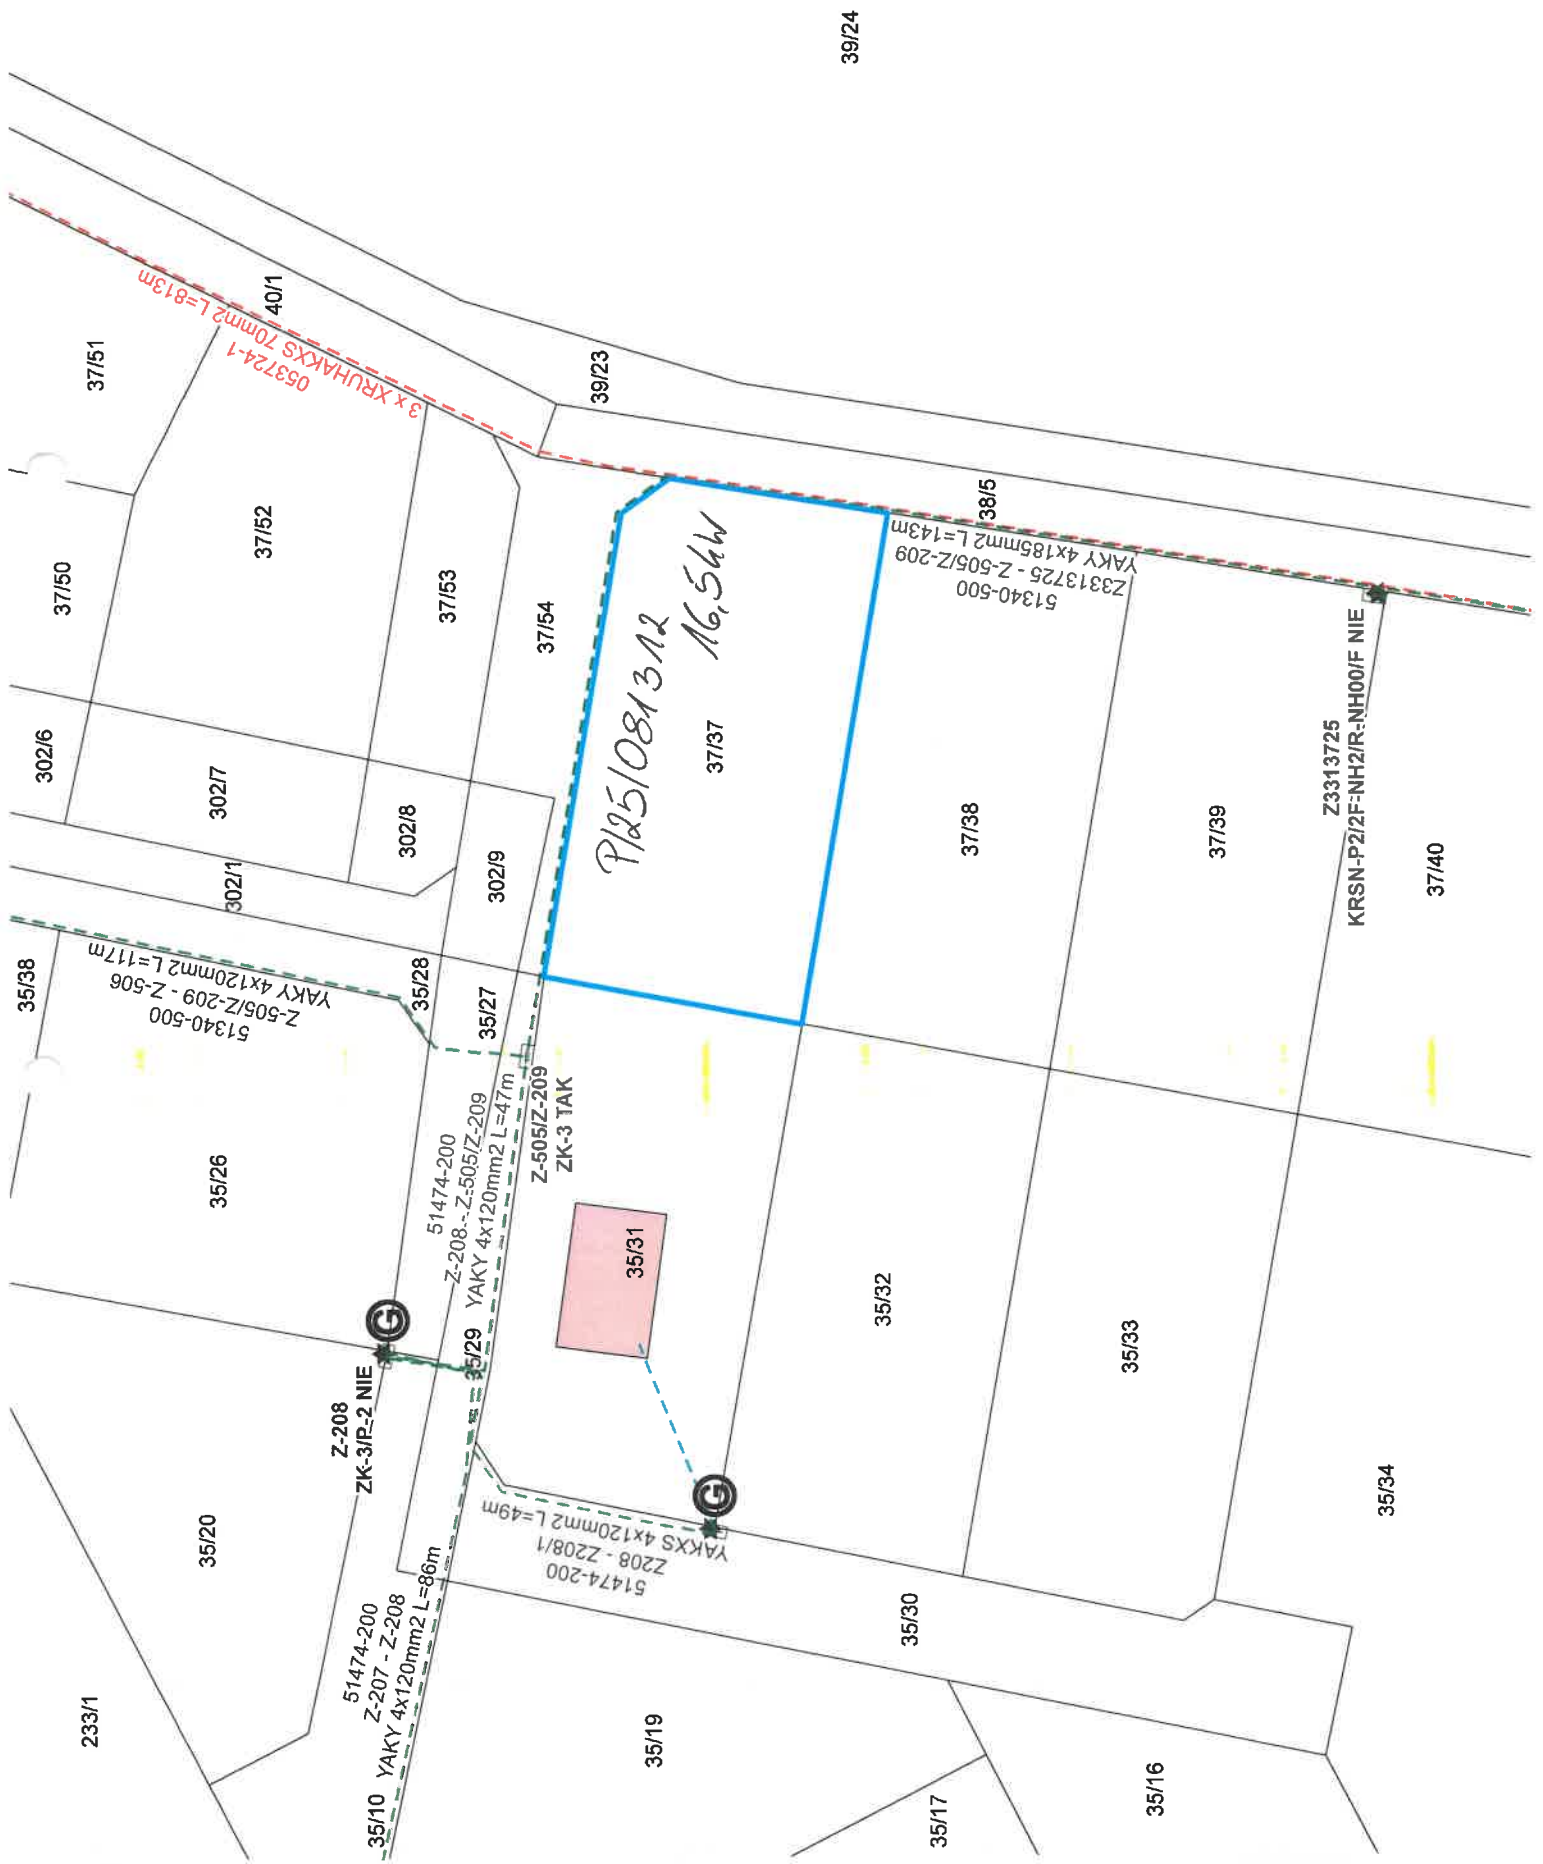 39/24
40/1
053724-1
3 x XRUHAKXS 70mm2 L=813m
37/51
39/23
37/50
37/52
37/53
37/54
38/5
51340-500
Z3313725 - Z-505/Z-209
YAKY 4x185mm2 L=143m
302/6
302/7
302/8
302/9
302/1
P/25/081312
16,5kW
37/37
37/38
37/39
Z3313725
KRSN-P2/2F-NH2/R-NH00/F NIE
37/40
35/38
51340-500
Z-505/Z-209 - Z-506
YAKY 4x120mm2 L=117m
35/28
35/27
35/26
51474-200
Z-208 - Z-505/Z-209
YAKY 4x120mm2 L=47m
Z-505/Z-209
ZK-3 TAK
35/31
35/32
35/33
35/34
G
Z-208
ZK-3/P-2 NIE
35/29
G
51474-200
Z208 - Z208/1
YAKXS 4x120mm2 L=49m
35/20
233/1
51474-200
Z-207 - Z-208
YAKY 4x120mm2 L=86m
35/10
35/30
35/19
35/17
35/16